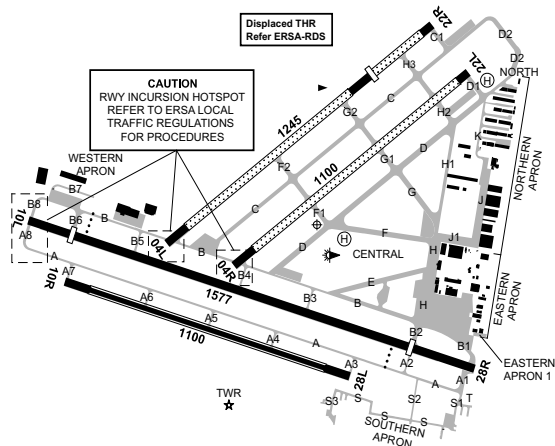 Displaced THR
Refer ERSA-RDS
22R
C1
D2
D2
H3
22L
H
NORTH
D1
CAUTION
RWY INCURSION HOTSPOT
REFER TO ERSA LOCAL
TRAFFIC REGULATIONS
FOR PROCEDURES
1245
G2
C
H2
K
1100
D
G1
H1
NORTHERN
APRON
WESTERN
APRON
F2
G
J
B7
B8
10L
B6
B
C
F1
H
F
J1
A8
B5
04L
B
D
CENTRAL
H
A
04R
B4
E
EASTERN
APRON
A7
10R
1577
B3
B
H
A6
B2
B1
1100
A5
A4
A
A3
A2
28R
EASTERN
APRON 1
28L
A
A1
TWR
S3
S
S2
S1
T
S
SOUTHERN
APRON